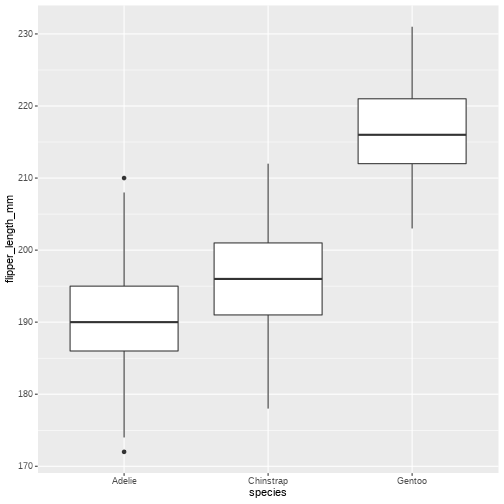 flipper_length_mm
230
220
210
200
190
180
170
Adelie
Chinstrap
Gentoo
species